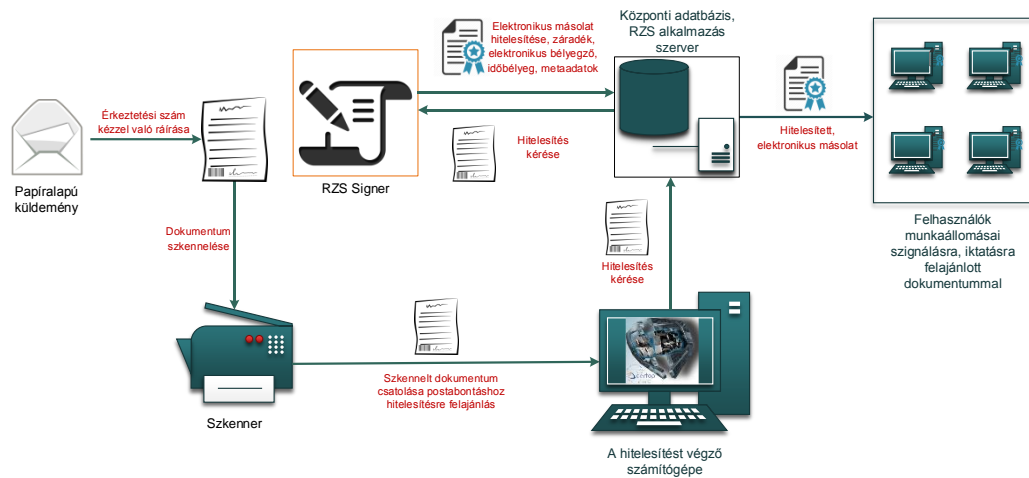 Elektronikus másolat
hitelesítése, záradék,
elektronikus bélyegző,
időbélyeg, metaadatok
Központi adatbázis,
RZS alkalmazás
szerver
Érkeztetési szám
kézzel való ráírása
Papíralapú
küldemény
RZS Signer
Hitelesítés
kérése
Hitelesített,
elektronikus másolat
Felhasználók
munkaállomásai
szignálásra, iktatásra
felajánlott
dokumentummal
Dokumentum
szkennelése
Hitelesítés
kérése
Szkennelt dokumentum
csatolása postabontáshoz
hitelesítésre felajánlás
Szkenner
A hitelesítést végző
számítógépe